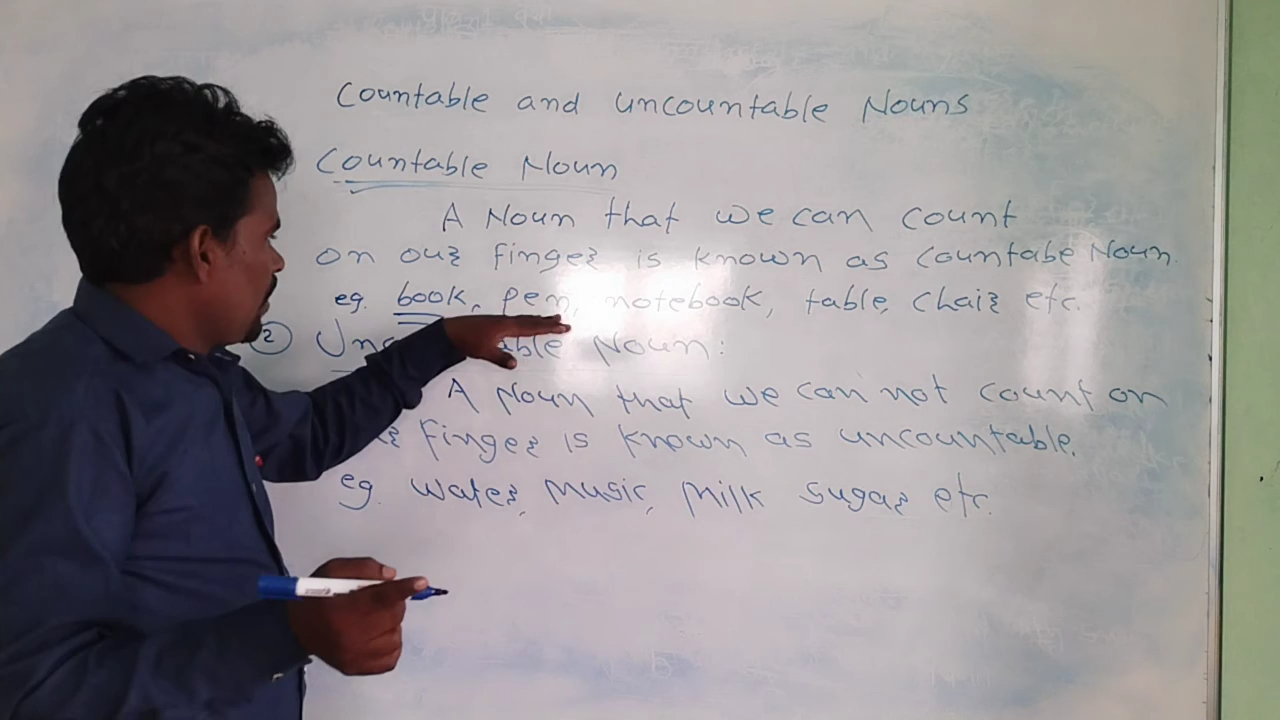 Countable and uncountable Nouns
Countable Noun
A Noun that we can count
on our finger is known as countabe Noun.
eg. book, pen, notebook, table, chair etc.
2 Noun:
A Noun that we can not count on
finger is known as uncountable.
eg. water, music, milk sugar etc.